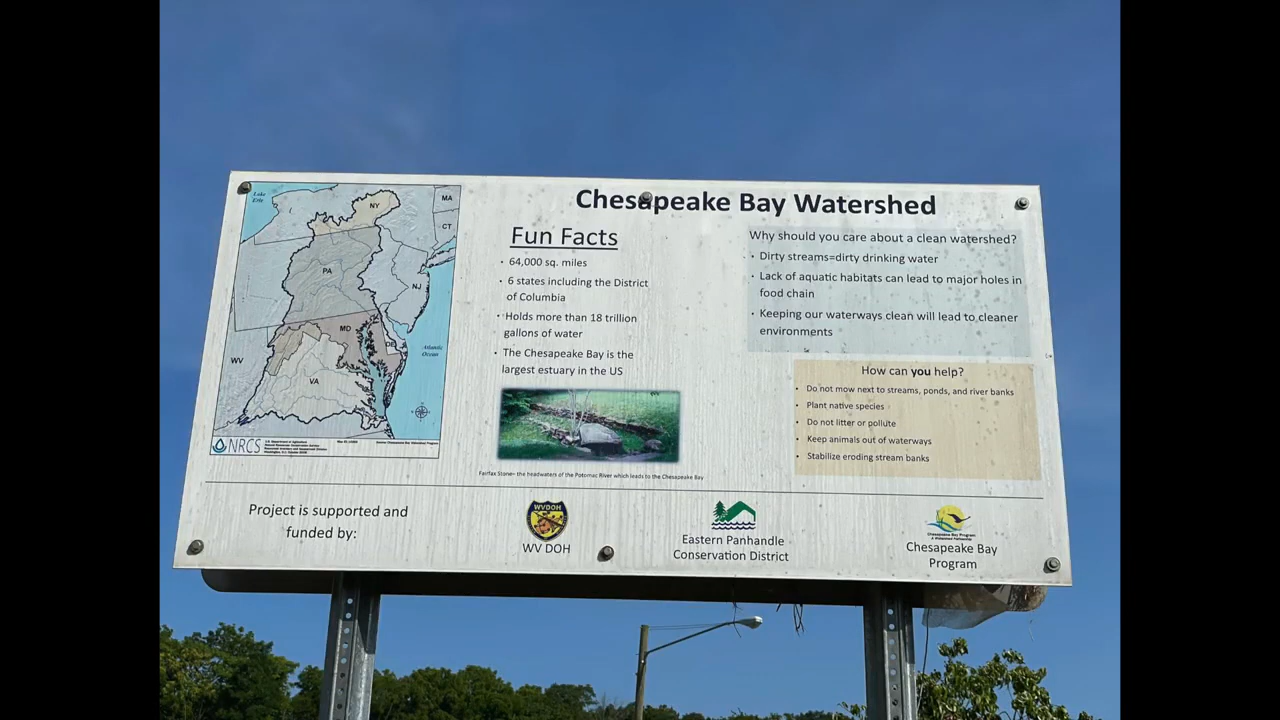 Chesapeake Bay Watershed
Lake
Erie
NY
MA
CT
PA
NJ
MD
WV
VA
Atlantic
Ocean
NRCS
Fun Facts
· 64,000 sq. miles
· 6 states including the District
of Columbia
· Holds more than 18 trillion
gallons of water
· The Chesapeake Bay is the
largest estuary in the US
Fairfax Stone– the headwaters of the Potomac River which leads to the Chesapeake Bay
Why should you care about a clean watershed?
· Dirty streams=dirty drinking water
· Lack of aquatic habitats can lead to major holes in
food chain
· Keeping our waterways clean will lead to cleaner
environments
How can you help?
· Do not mow next to streams, ponds, and river banks
· Plant native species
· Do not litter or pollute
· Keep animals out of waterways
· Stabilize eroding stream banks
Project is supported and
funded by:
WVDOH
WV DOH
Eastern Panhandle
Conservation District
Chesapeake Bay Program
A Watershed Partnership
Chesapeake Bay
Program